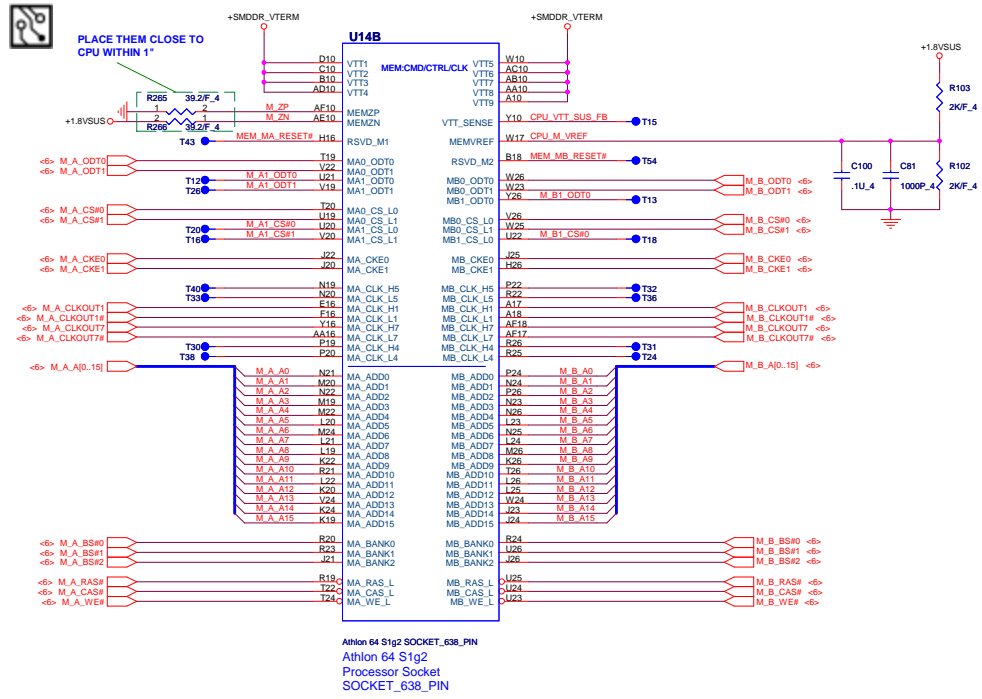 +SMDDR_VTERM
+SMDDR_VTERM
PLACE THEM CLOSE TO
CPU WITHIN 1"
U14B
MEM:CMD/CTRL/CLK
+1.8VSUS
D10 VTT1 VTT5 W10
C10 VTT2 VTT6 AC10
B10 VTT3 VTT7 AB10
AD10 VTT4 VTT8 AA10
VTT9 A10
R265 39.2/F_4
1 2 M_ZP AF10 MEMZP
+1.8VSUS 2 1 M_ZN AE10 MEMZN
R266 39.2/F_4
VTT_SENSE Y10 CPU_VTT_SUS_FB T15
T43 MEM_MA_RESET# H16 RSVD_M1
MEMVREF W17 CPU_M_VREF
RSVD_M2 B18 MEM_MB_RESET# T54
R103
2K/F_4
C100
.1U_4
C81
1000P_4
R102
2K/F_4
<6> M_A_ODT0 T19 MA0_ODT0
<6> M_A_ODT1 V22 MA0_ODT1
T12 M_A1_ODT0 U21 MA1_ODT0
T26 M_A1_ODT1 V19 MA1_ODT1
MB0_ODT0 W26 M_B_ODT0 <6>
MB0_ODT1 W23 M_B_ODT1 <6>
MB1_ODT0 Y26 M_B1_ODT0 T13
<6> M_A_CS#0 T20 MA0_CS_L0
<6> M_A_CS#1 U19 MA0_CS_L1
T20 M_A1_CS#0 U20 MA1_CS_L0
T16 M_A1_CS#1 V20 MA1_CS_L1
MB0_CS_L0 V26 M_B_CS#0 <6>
MB0_CS_L1 W25 M_B_CS#1 <6>
MB1_CS_L0 U22 M_B1_CS#0 T18
<6> M_A_CKE0 J22 MA_CKE0 MB_CKE0 J25 M_B_CKE0 <6>
<6> M_A_CKE1 J20 MA_CKE1 MB_CKE1 H26 M_B_CKE1 <6>
T40 N19 MA_CLK_H5 MB_CLK_H5 P22 T32
T33 N20 MA_CLK_L5 MB_CLK_L5 R22 T36
<6> M_A_CLKOUT1 E16 MA_CLK_H1 MB_CLK_H1 A17 M_B_CLKOUT1 <6>
<6> M_A_CLKOUT1# F16 MA_CLK_L1 MB_CLK_L1 A18 M_B_CLKOUT1# <6>
<6> M_A_CLKOUT7 Y16 MA_CLK_H7 MB_CLK_H7 AF18 M_B_CLKOUT7 <6>
<6> M_A_CLKOUT7# AA16 MA_CLK_L7 MB_CLK_L7 AF17 M_B_CLKOUT7# <6>
T30 P19 MA_CLK_H4 MB_CLK_H4 R26 T31
T38 P20 MA_CLK_L4 MB_CLK_L4 R25 T24
<6> M_A_A[0..15] M_B_A[0..15] <6>
M_A_A0 N21 MA_ADD0 MB_ADD0 P24 M_B_A0
M_A_A1 M20 MA_ADD1 MB_ADD1 N24 M_B_A1
M_A_A2 N22 MA_ADD2 MB_ADD2 P26 M_B_A2
M_A_A3 M19 MA_ADD3 MB_ADD3 N23 M_B_A3
M_A_A4 M22 MA_ADD4 MB_ADD4 N26 M_B_A4
M_A_A5 L20 MA_ADD5 MB_ADD5 L23 M_B_A5
M_A_A6 M24 MA_ADD6 MB_ADD6 N25 M_B_A6
M_A_A7 L21 MA_ADD7 MB_ADD7 L24 M_B_A7
M_A_A8 L19 MA_ADD8 MB_ADD8 M26 M_B_A8
M_A_A9 K22 MA_ADD9 MB_ADD9 K26 M_B_A9
M_A_A10 R21 MA_ADD10 MB_ADD10 T26 M_B_A10
M_A_A11 L22 MA_ADD11 MB_ADD11 L26 M_B_A11
M_A_A12 K20 MA_ADD12 MB_ADD12 L25 M_B_A12
M_A_A13 V24 MA_ADD13 MB_ADD13 W24 M_B_A13
M_A_A14 K24 MA_ADD14 MB_ADD14 J23 M_B_A14
M_A_A15 K19 MA_ADD15 MB_ADD15 J24 M_B_A15
<6> M_A_BS#0 R20 MA_BANK0 MB_BANK0 R24 M_B_BS#0 <6>
<6> M_A_BS#1 R23 MA_BANK1 MB_BANK1 U26 M_B_BS#1 <6>
<6> M_A_BS#2 J21 MA_BANK2 MB_BANK2 J26 M_B_BS#2 <6>
<6> M_A_RAS# R19 MA_RAS_L MB_RAS_L U25 M_B_RAS# <6>
<6> M_A_CAS# T22 MA_CAS_L MB_CAS_L U24 M_B_CAS# <6>
<6> M_A_WE# T24 MA_WE_L MB_WE_L U23 M_B_WE# <6>
Athlon 64 S1g2 SOCKET_638_PIN
Athlon 64 S1g2
Processor Socket
SOCKET_638_PIN